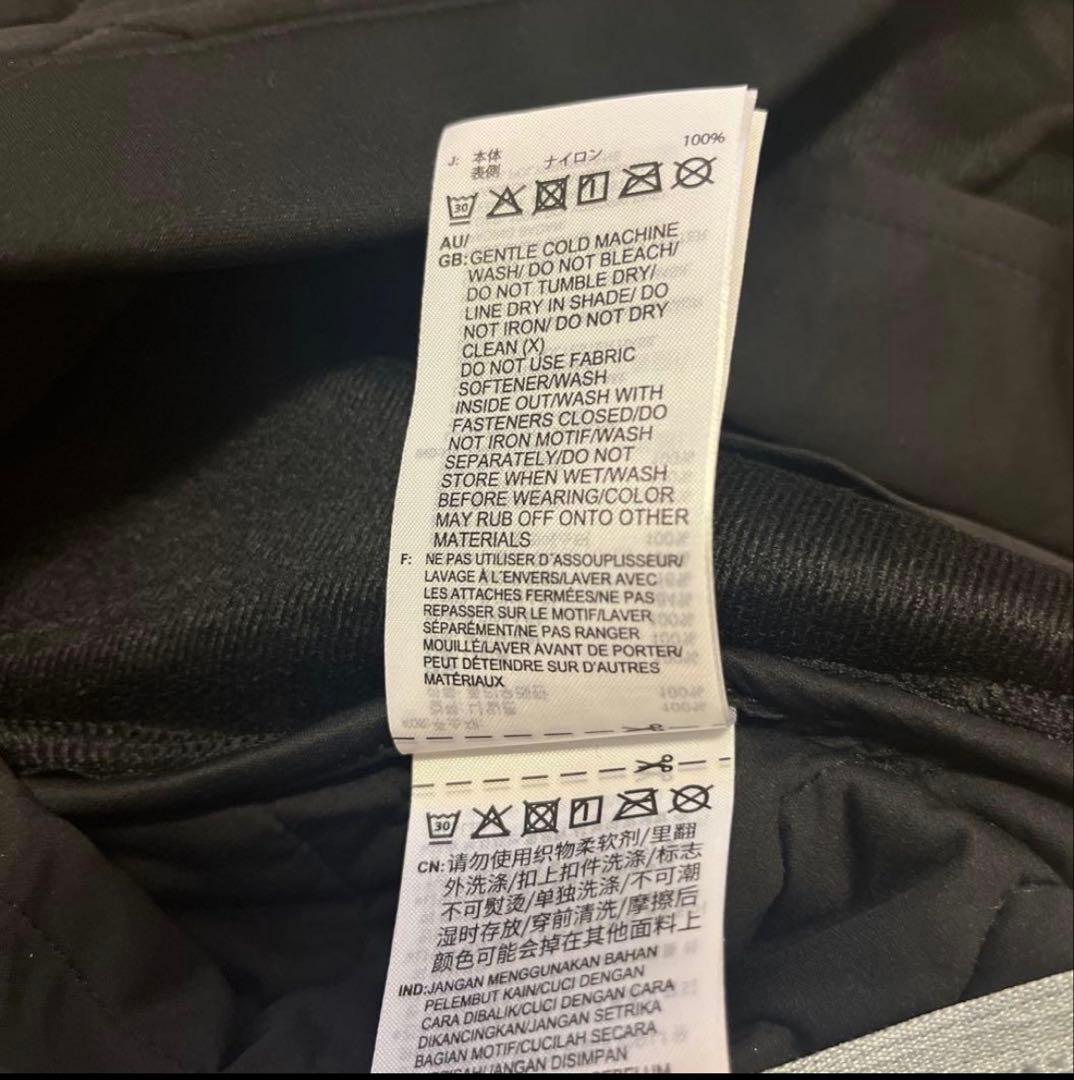 J: 本体 ナイロン 100%
表側
30
AU/
GB:GENTLE COLD MACHINE
WASH/ DO NOT BLEACH/
DO NOT TUMBLE DRY/
LINE DRY IN SHADE/ DO
NOT IRON/ DO NOT DRY
CLEAN (X)
DO NOT USE FABRIC
SOFTENER/WASH
INSIDE OUT/WASH WITH
FASTENERS CLOSED/DO
NOT IRON MOTIF/WASH
SEPARATELY/DO NOT
STORE WHEN WET/WASH
BEFORE WEARING/COLOR
MAY RUB OFF ONTO OTHER
MATERIALS
F: NE PAS UTILISER D'ASSOUPLISSEUR/
LAVAGE À L'ENVERS/LAVER AVEC
LES ATTACHES FERMÉES/NE PAS
REPASSER SUR LE MOTIF/LAVER
SÉPARÉMENT/NE PAS RANGER
MOUILLÉ/LAVER AVANT DE PORTER/
PEUT DÉTEINDRE SUR D'AUTRES
MATÉRIAUX
30
CN:请勿使用织物柔软剂/里翻
外洗涤/扣上扣件洗涤/标志
不可熨烫/单独洗涤/不可潮
湿时存放/穿前清洗/摩擦后
颜色可能会掉在其他面料上
IND:JANGAN MENGGUNAKAN BAHAN
PELEMBUT KAIN/CUCI DENGAN
CARA DIBALIK/CUCI DENGAN CARA
DIKANCINGKAN/JANGAN SETRIKA
BAGIAN MOTIF/CUCILAH SECARA
DISIMPAN